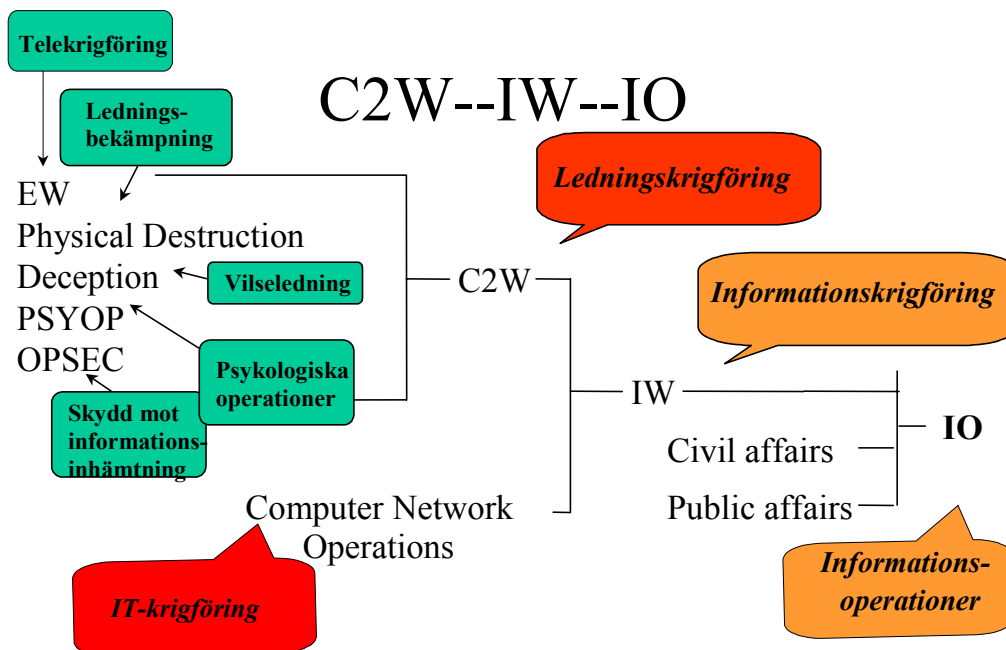 Telekrigföring
C2W--IW--IO
Lednings-
bekämpning
Ledningskrigföring
EW
Physical Destruction
Deception
PSYOP
OPSEC
Vilseledning
C2W
Informationskrigföring
Psykologiska
operationer
Skydd mot
informations-
inhämtning
IW
IO
Civil affairs
Public affairs
Computer Network
Operations
IT-krigföring
Informations-
operationer